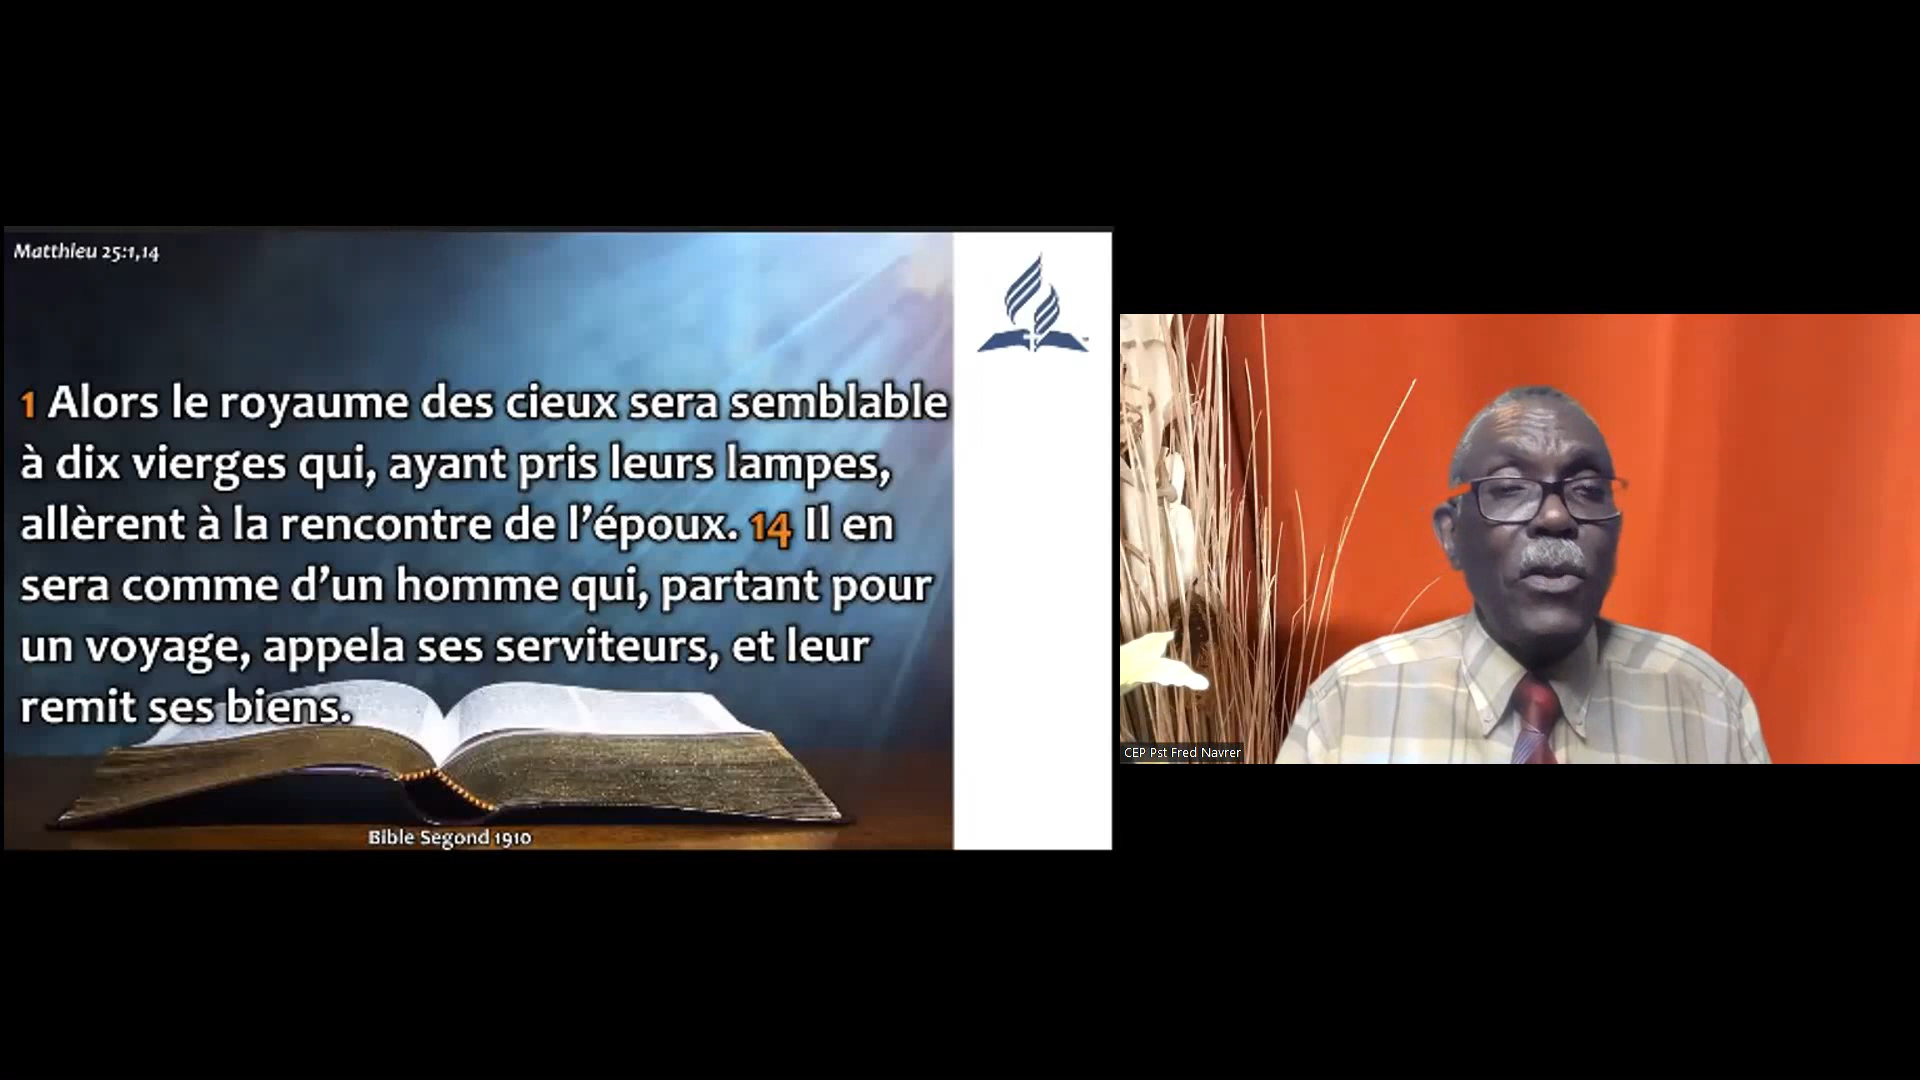 Matthieu 25:1,14
1 Alors le royaume des cieux sera semblable
à dix vierges qui, ayant pris leurs lampes,
allèrent à la rencontre de l’époux. 14 Il en
sera comme d’un homme qui, partant pour
un voyage, appela ses serviteurs, et leur
remit ses biens.
Bible Segond 1910
CEP Pst Fred Navrer